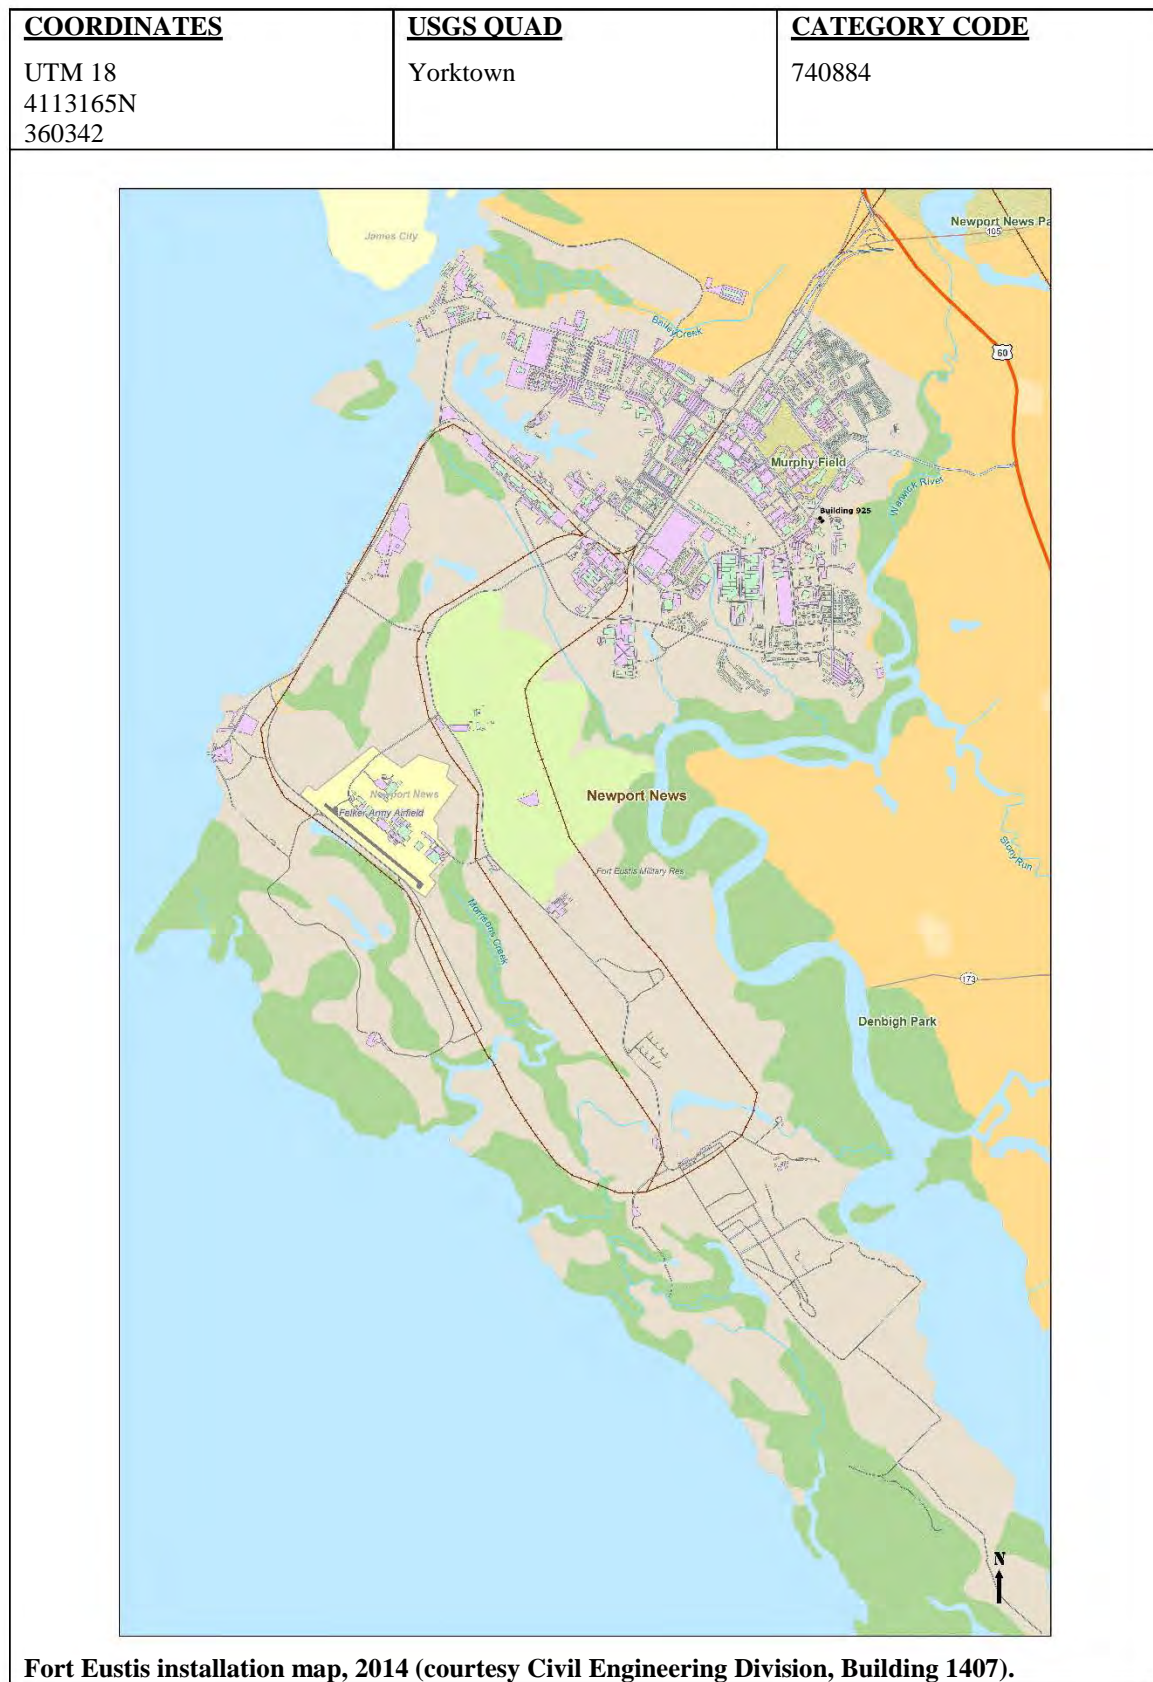 COORDINATES
UTM 18
4113165N
360342
USGS QUAD
Yorktown
CATEGORY CODE
740884
James City
Newport News Pa
105
Bailey Creek
60
Murphy Field
Warwick River
Building 925
Newport News
Newport News
Felker Army Airfield
Stony Run
Fort Eustis Military Res
Morrisons Creek
173
Denbigh Park
N
Fort Eustis installation map, 2014 (courtesy Civil Engineering Division, Building 1407).